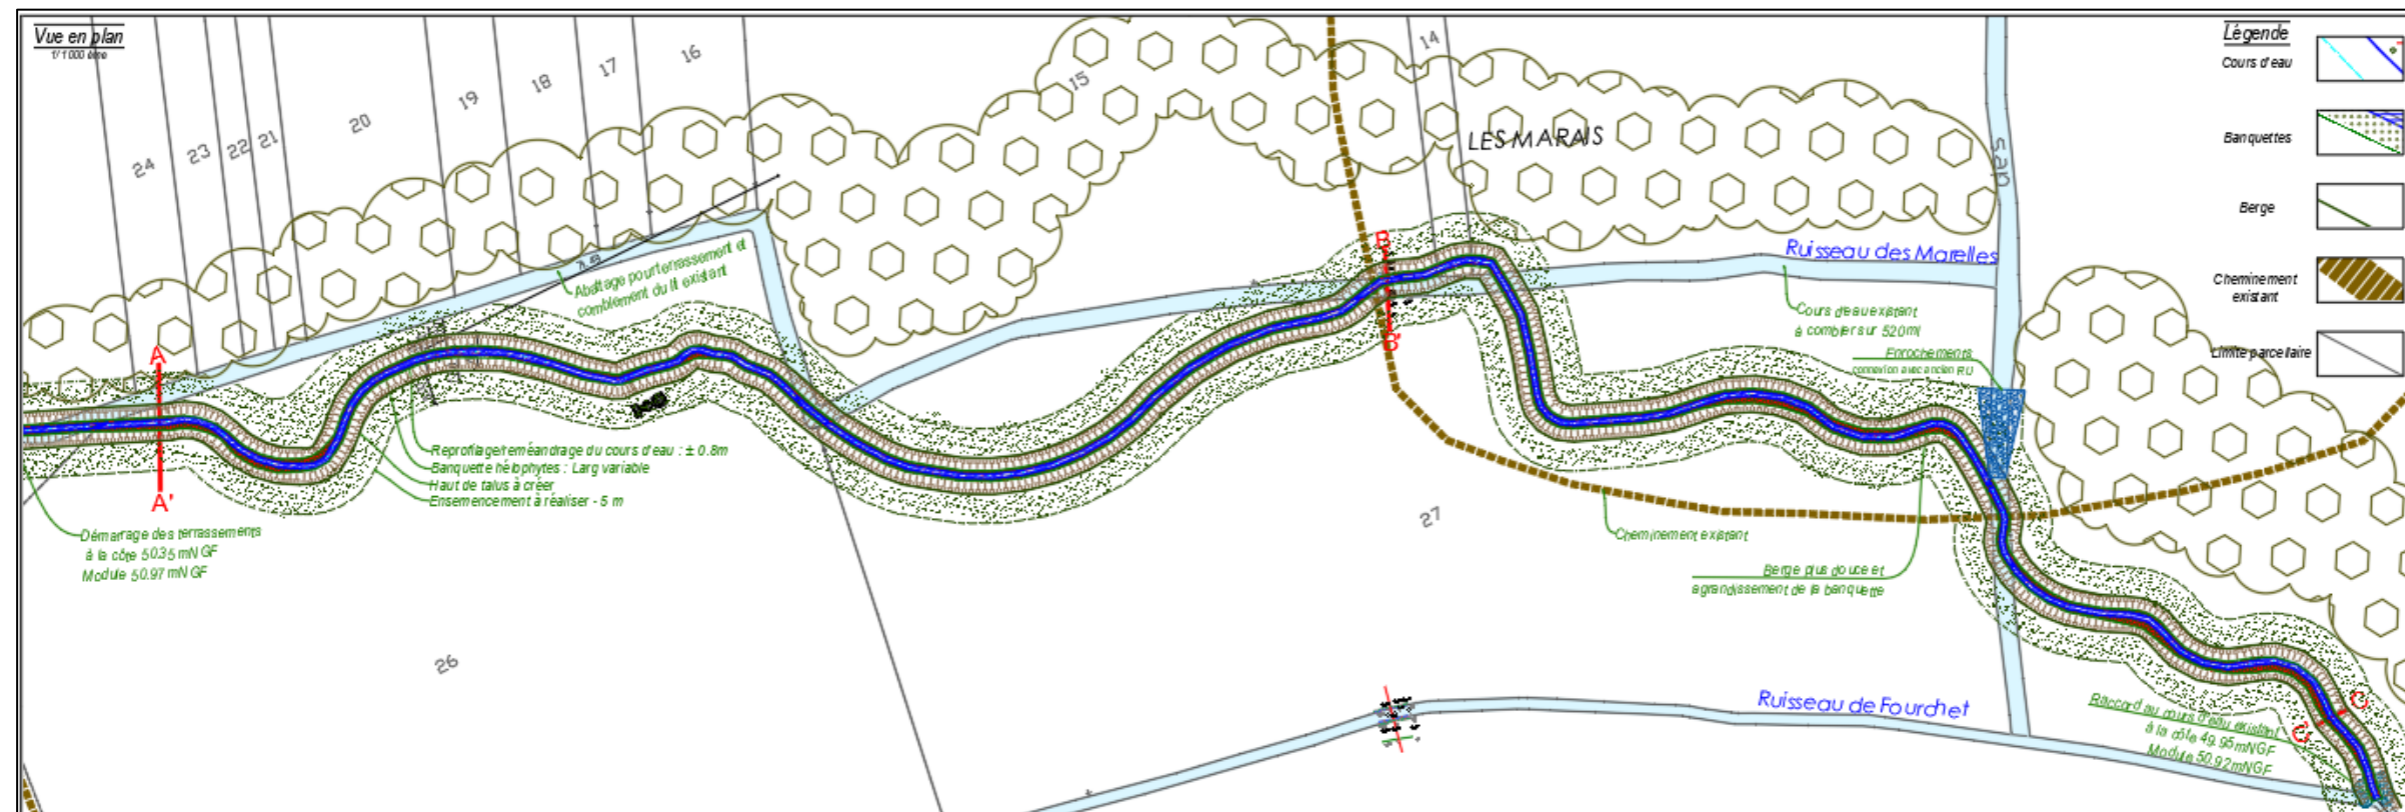 Vue en plan
1/1000 ème
24
23
22
21
20
19
18
17
16
15
14
LES MARAIS
Légende
Cours d'eau
Banquettes
Berge
Cheminement
existant
Limite parcellaire
Abattage pour terrassement et
comblement du lit existant
A
A'
B
B'
Ruisseau des Marelles
Cours d'eau existant
à combler sur 520ml
Enrochements
connexion avec ancien RU
Reprofilage/reméandrage du cours d'eau : ± 0.8m
Banquette hélophytes : Larg variable
Haut de talus à créer
Ensemencement à réaliser - 5 m
Démarrage des terrassements
à la côte 50.35 mNGF
Module 50.97 mNGF
27
Cheminement existant
Berge plus douce et
agrandissement de la banquette
26
Ruisseau de Fourchet
Raccord au cours d'eau existant
à la côte 49.95mNGF
Module 50.92mNGF